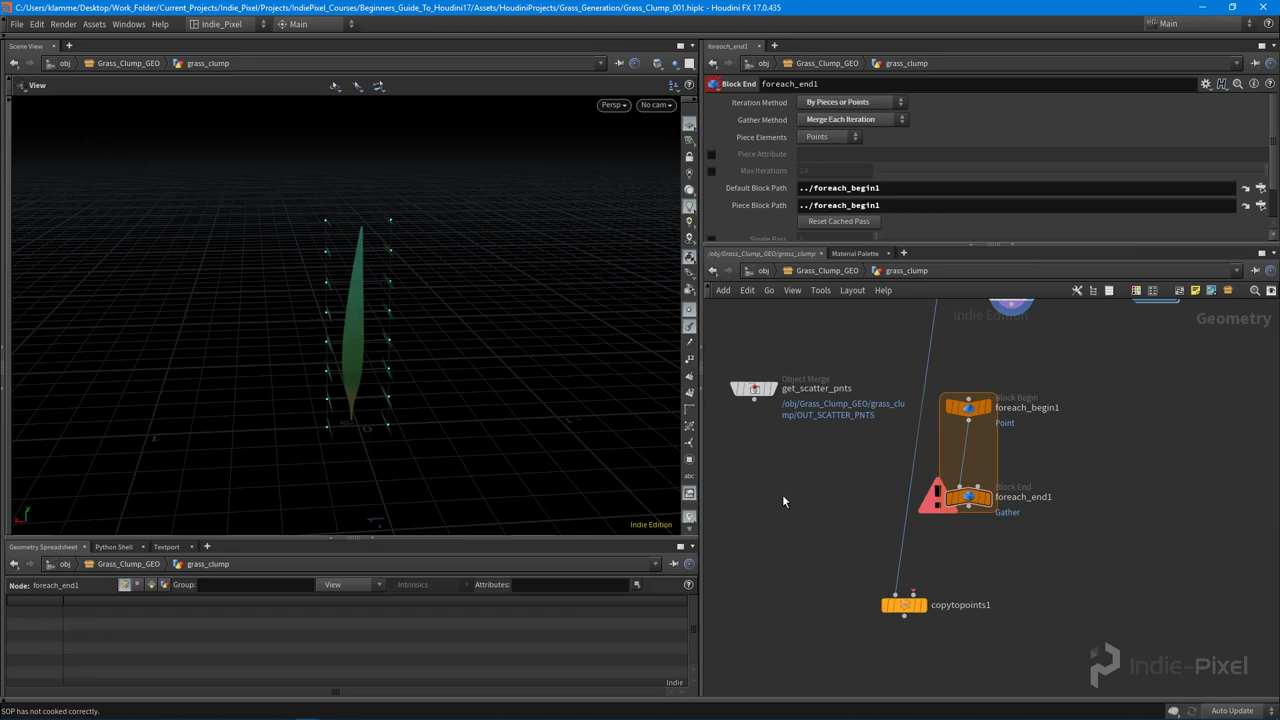 C:/Users/klamme/Desktop/Work_Folder/Current_Projects/Indie_Pixel/Projects/IndiePixel_Courses/Beginners_Guide_To_Houdini17/Assets/HoudiniProjects/Grass_Generation/Grass_Clump_001.hiplc - Houdini FX 17.0.435
File Edit Render Assets Windows Help Indie_Pixel Main Main
Scene View
obj Grass_Clump_GEO grass_clump
View
Persp No cam
Indie Edition
Geometry Spreadsheet Python Shell Textport
obj Grass_Clump_GEO grass_clump
Node: foreach_end1 Group: View Intrinsics Attributes:
Indie
SOP has not cooked correctly.
foreach_end1
obj Grass_Clump_GEO grass_clump
Block End foreach_end1
Iteration Method By Pieces or Points
Gather Method Merge Each Iteration
Piece Elements Points
Piece Attribute
Max Iterations 10
Default Block Path ../foreach_begin1
Piece Block Path ../foreach_begin1
Reset Cached Pass
Single Pass
/obj/Grass_Clump_GEO/grass_clump Material Palette
obj Grass_Clump_GEO grass_clump
Add Edit Go View Tools Layout Help
Indie Edition
Geometry
Object Merge
get_scatter_pnts
/obj/Grass_Clump_GEO/grass_clu
mp/OUT_SCATTER_PNTS
Block Begin
foreach_begin1
Point
Block End
foreach_end1
Gather
copytopoints1
Indie-Pixel
Auto Update